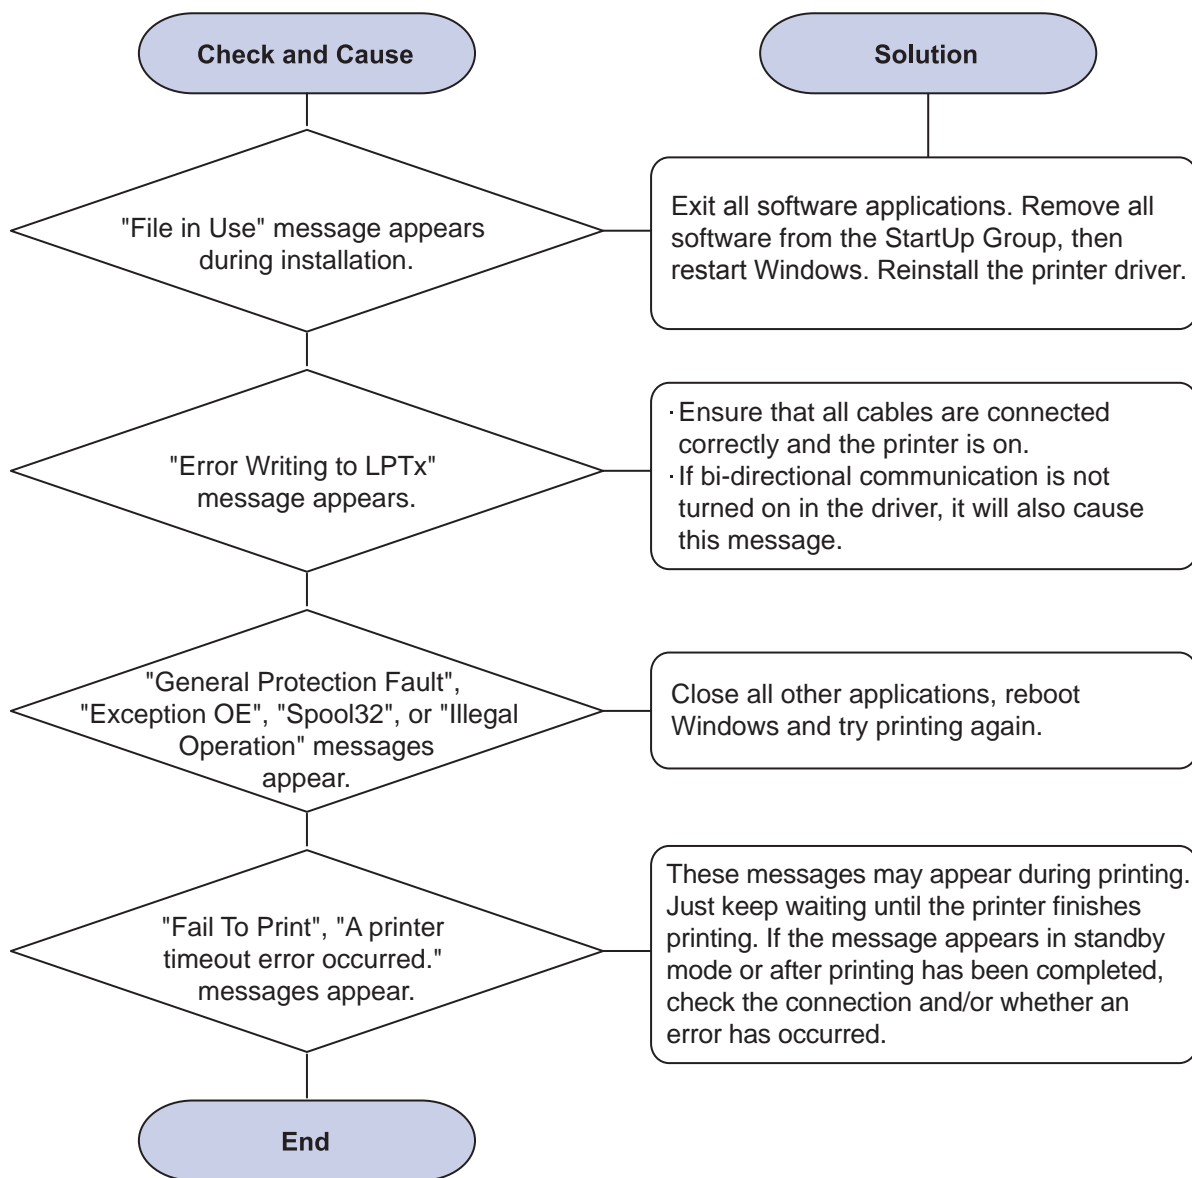 Check and Cause
Solution
"File in Use" message appears
during installation.
Exit all software applications. Remove all
software from the StartUp Group, then
restart Windows. Reinstall the printer driver.
"Error Writing to LPTx"
message appears.
· Ensure that all cables are connected
correctly and the printer is on.
· If bi-directional communication is not
turned on in the driver, it will also cause
this message.
"General Protection Fault",
"Exception OE", "Spool32", or "Illegal
Operation" messages
appear.
Close all other applications, reboot
Windows and try printing again.
"Fail To Print", "A printer
timeout error occurred."
messages appear.
These messages may appear during printing.
Just keep waiting until the printer finishes
printing. If the message appears in standby
mode or after printing has been completed,
check the connection and/or whether an
error has occurred.
End